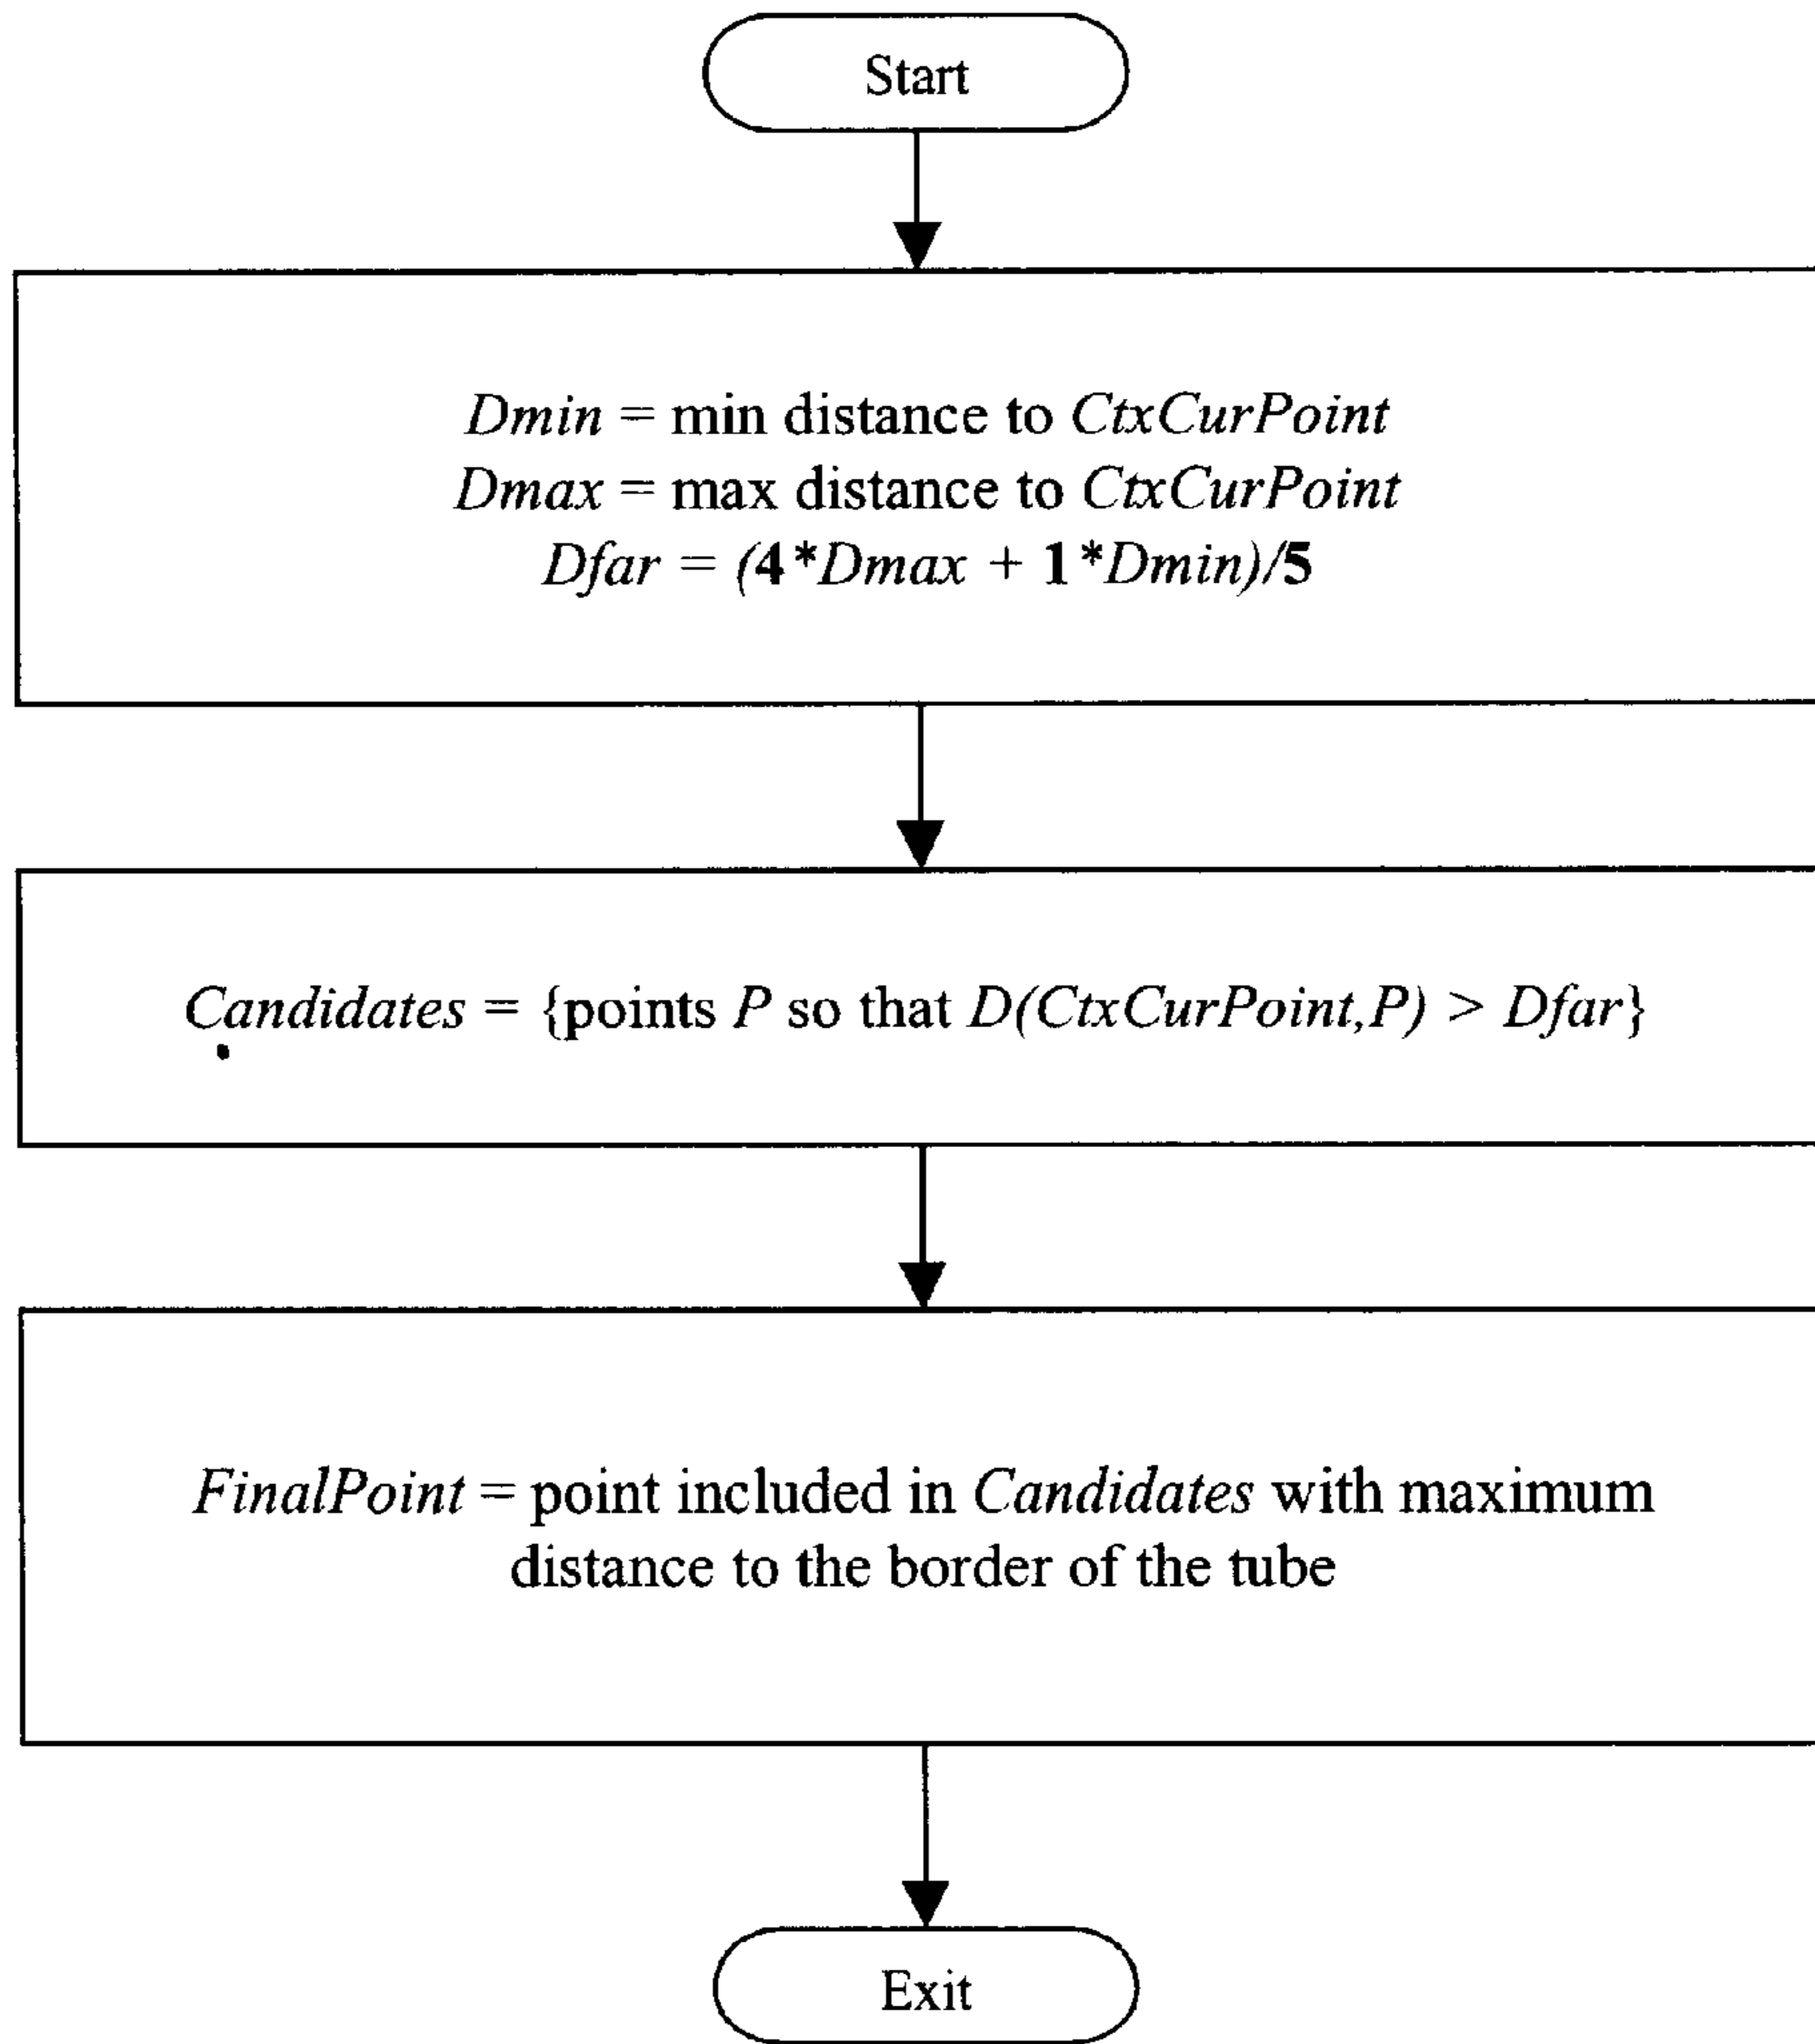 Start
Dmin = min distance to CtxCurPoint
Dmax = max distance to CtxCurPoint
Dfar = (4*Dmax + 1*Dmin)/5
Candidates = {points P so that D(CtxCurPoint,P) > Dfar}
FinalPoint = point included in Candidates with maximum
distance to the border of the tube
Exit